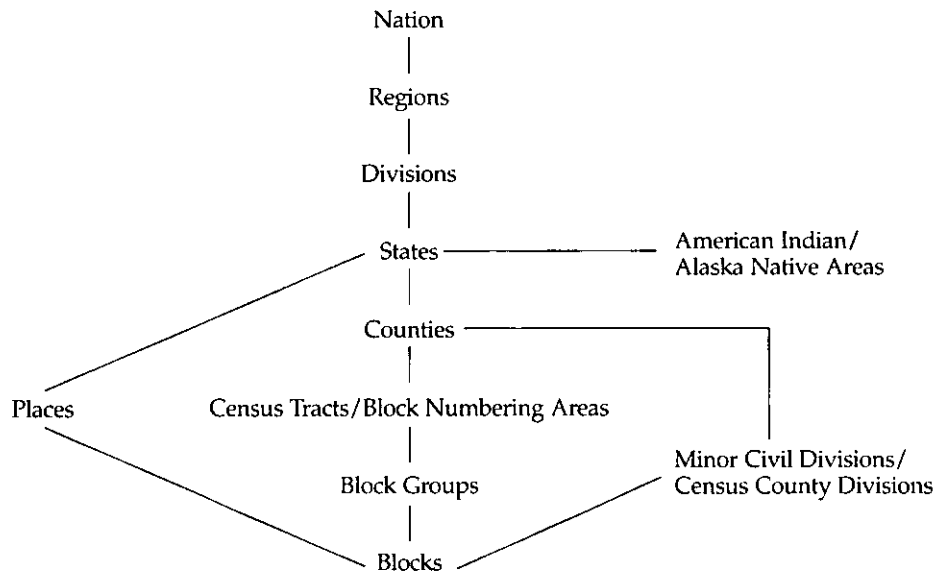 Nation
Regions
Divisions
States
American Indian/
Alaska Native Areas
Counties
Places
Census Tracts/Block Numbering Areas
Minor Civil Divisions/
Census County Divisions
Block Groups
Blocks